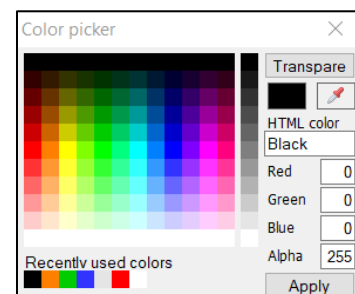 Color picker
Transpare
HTML color
Black
Red 0
Green 0
Blue 0
Alpha 255
Recently used colors
Apply